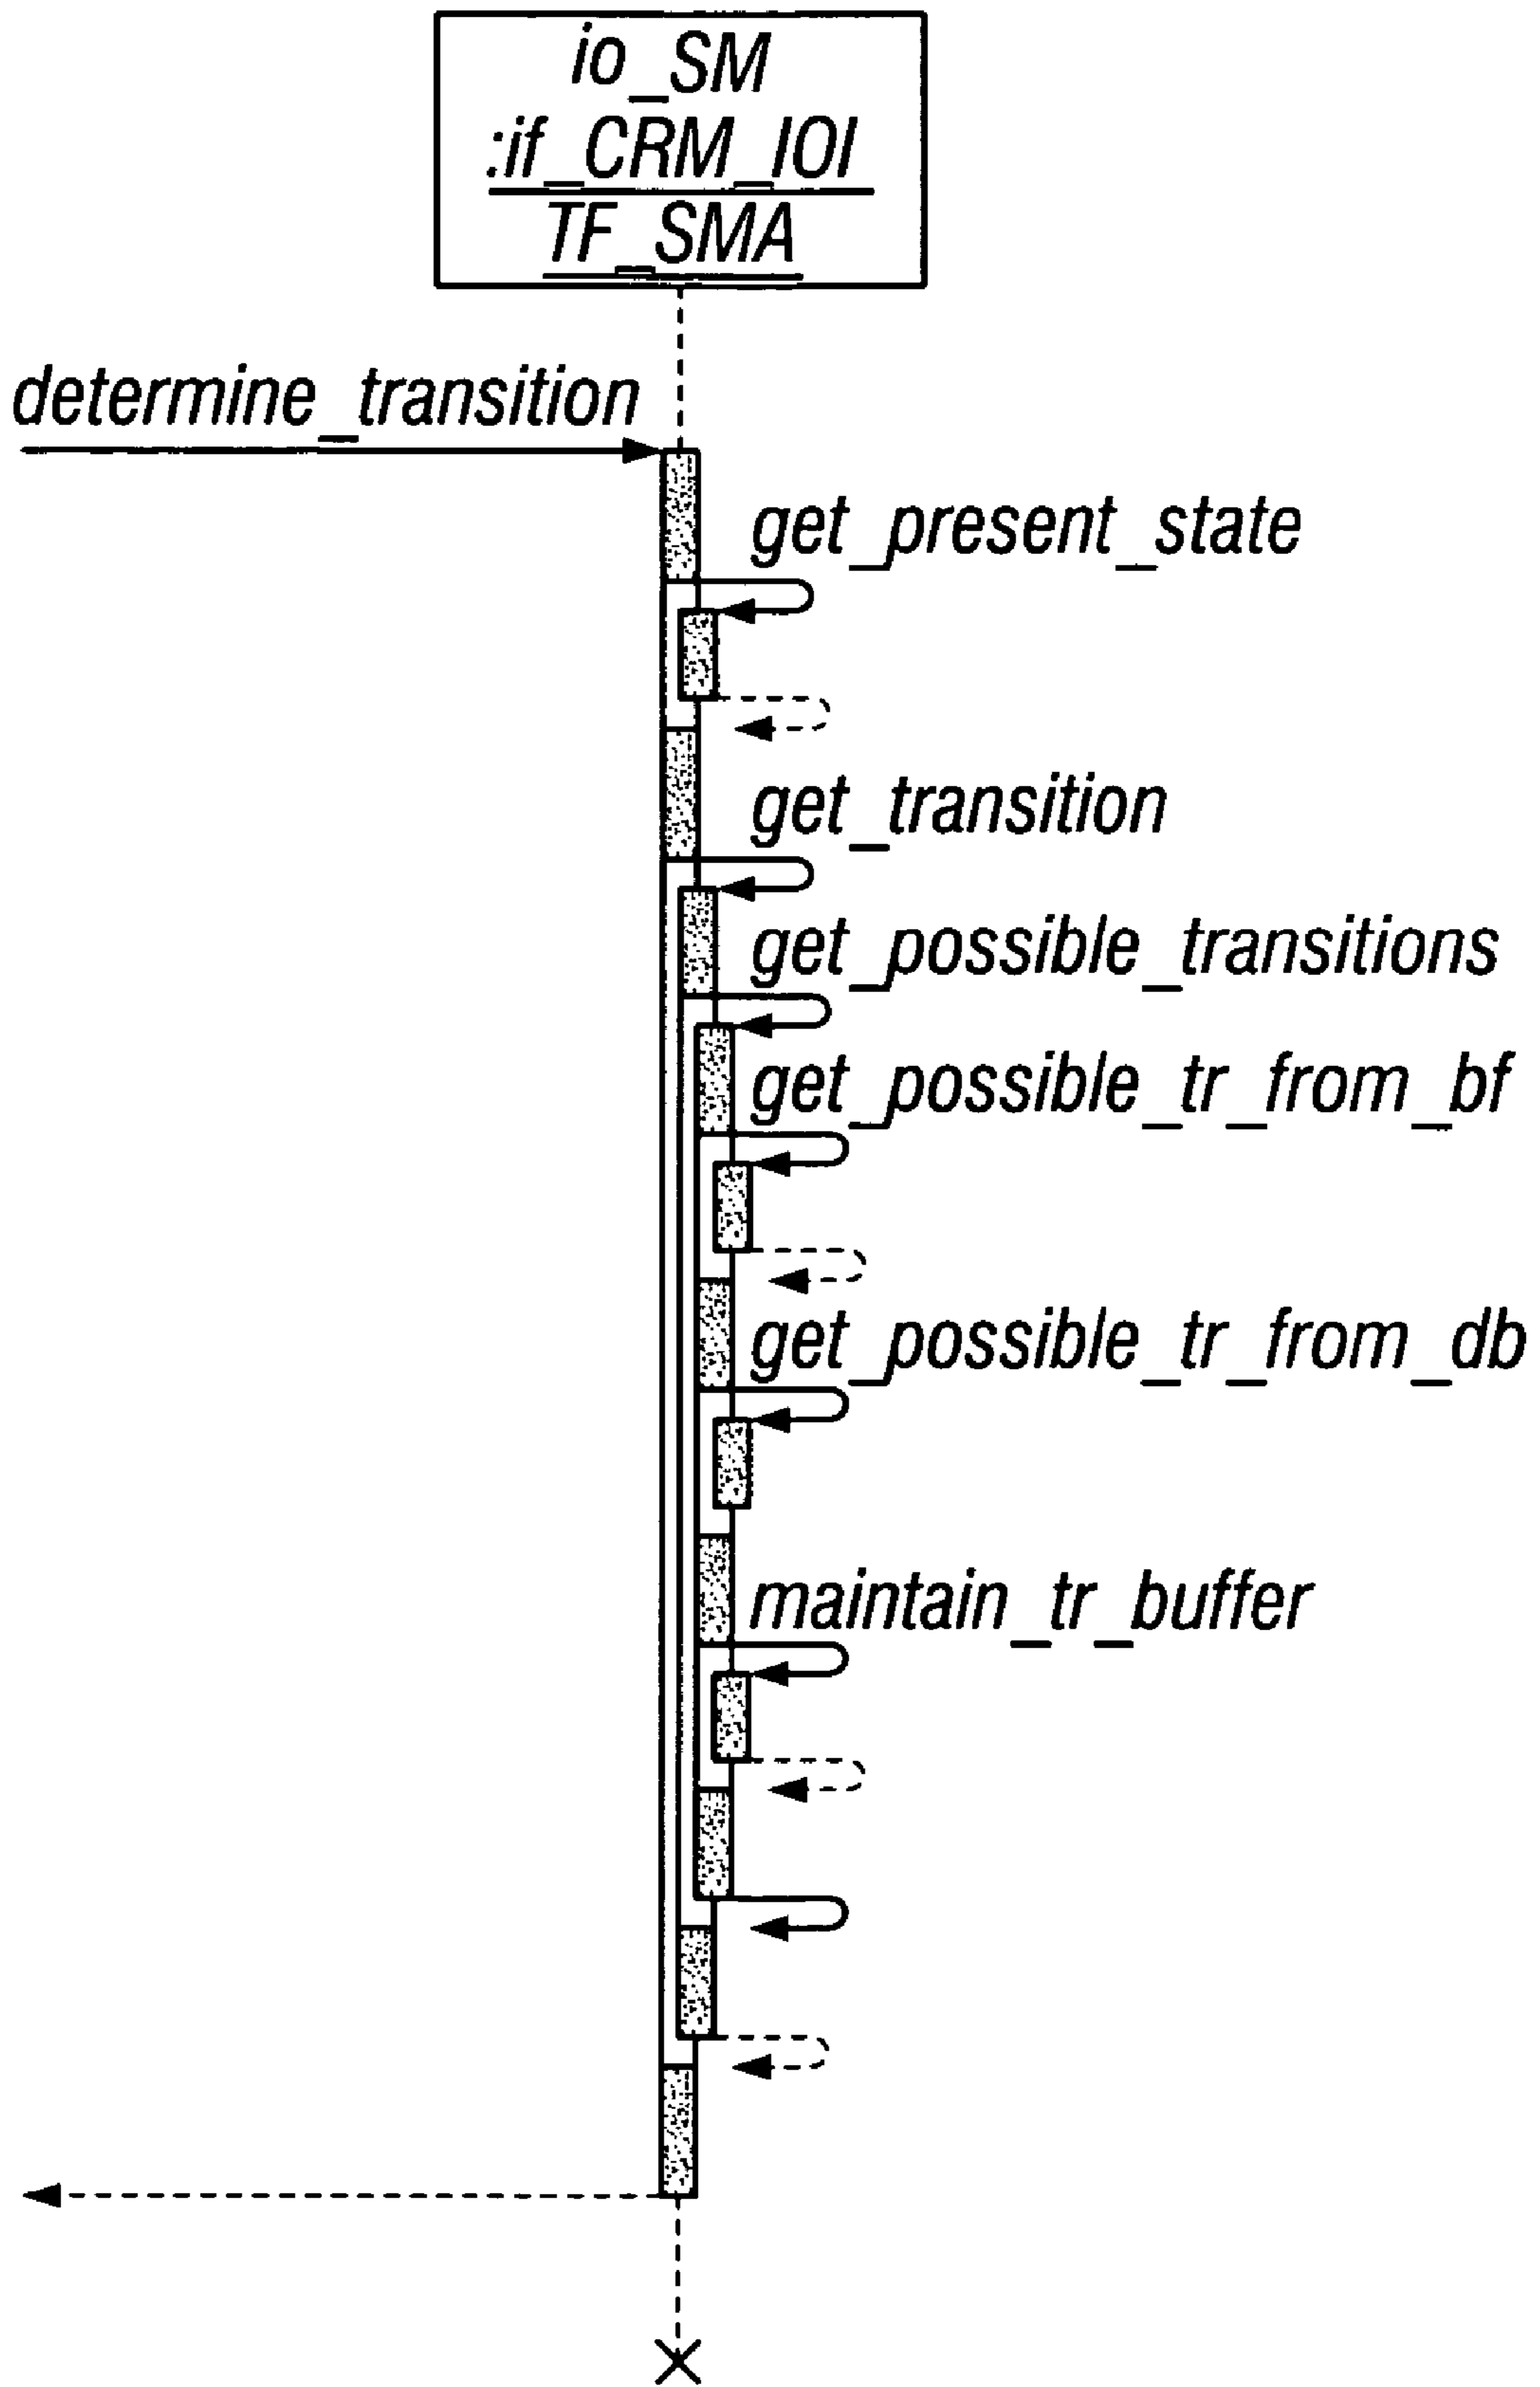 io_SM
:if_CRM_IOI
TF_SMA
determine_transition
get_present_state
get_transition
get_possible_transitions
get_possible_tr_from_bf
get_possible_tr_from_db
maintain_tr_buffer